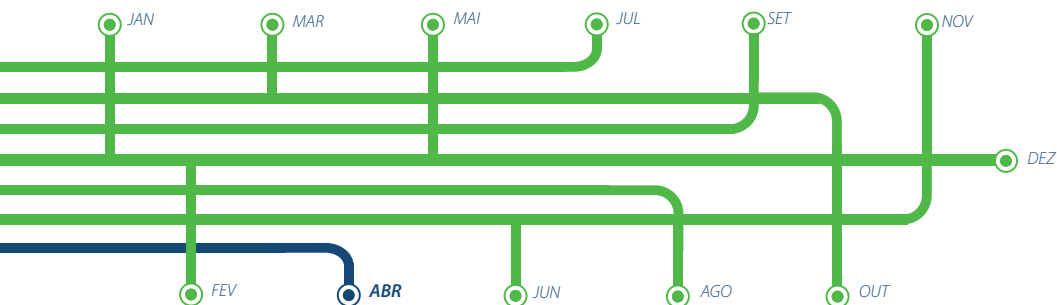 JAN
MAR
MAI
JUL
SET
NOV
DEZ
FEV
ABR
JUN
AGO
OUT